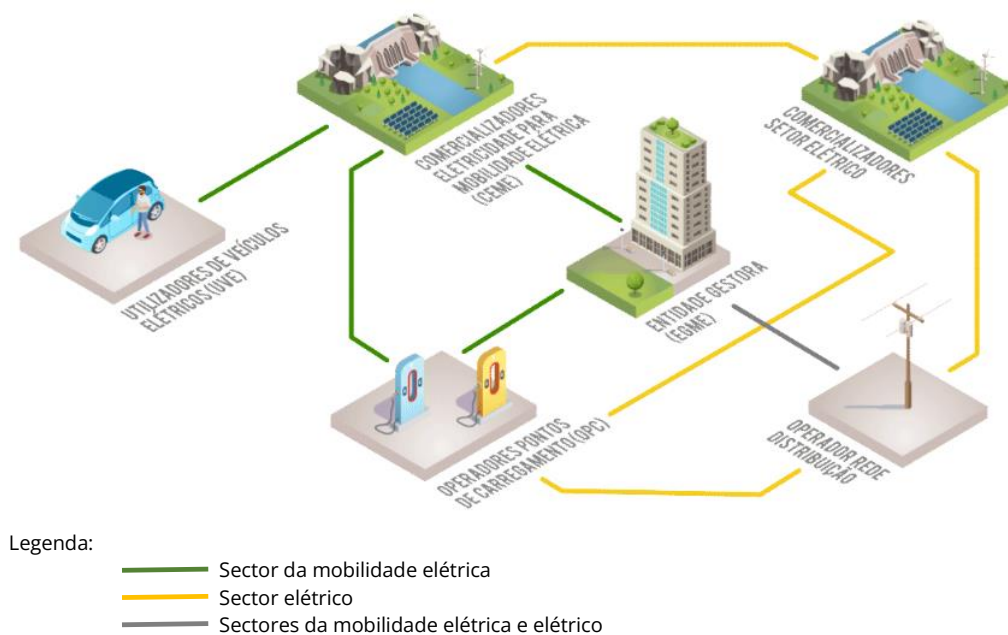 COMERCIALIZADORES
ELETRICIDADE PARA
MOBILIDADE ELÉTRICA
(CEME)
COMERCIALIZADORES
SETOR ELÉTRICO
UTILIZADORES DE VEÍCULOS
ELÉTRICOS (UVE)
ENTIDADE GESTORA
(EGME)
OPERADORES PONTOS
DE CARREGAMENTO (OPC)
OPERADOR REDE
DISTRIBUIÇÃO
Legenda:
Sector da mobilidade elétrica
Sector elétrico
Sectores da mobilidade elétrica e elétrico